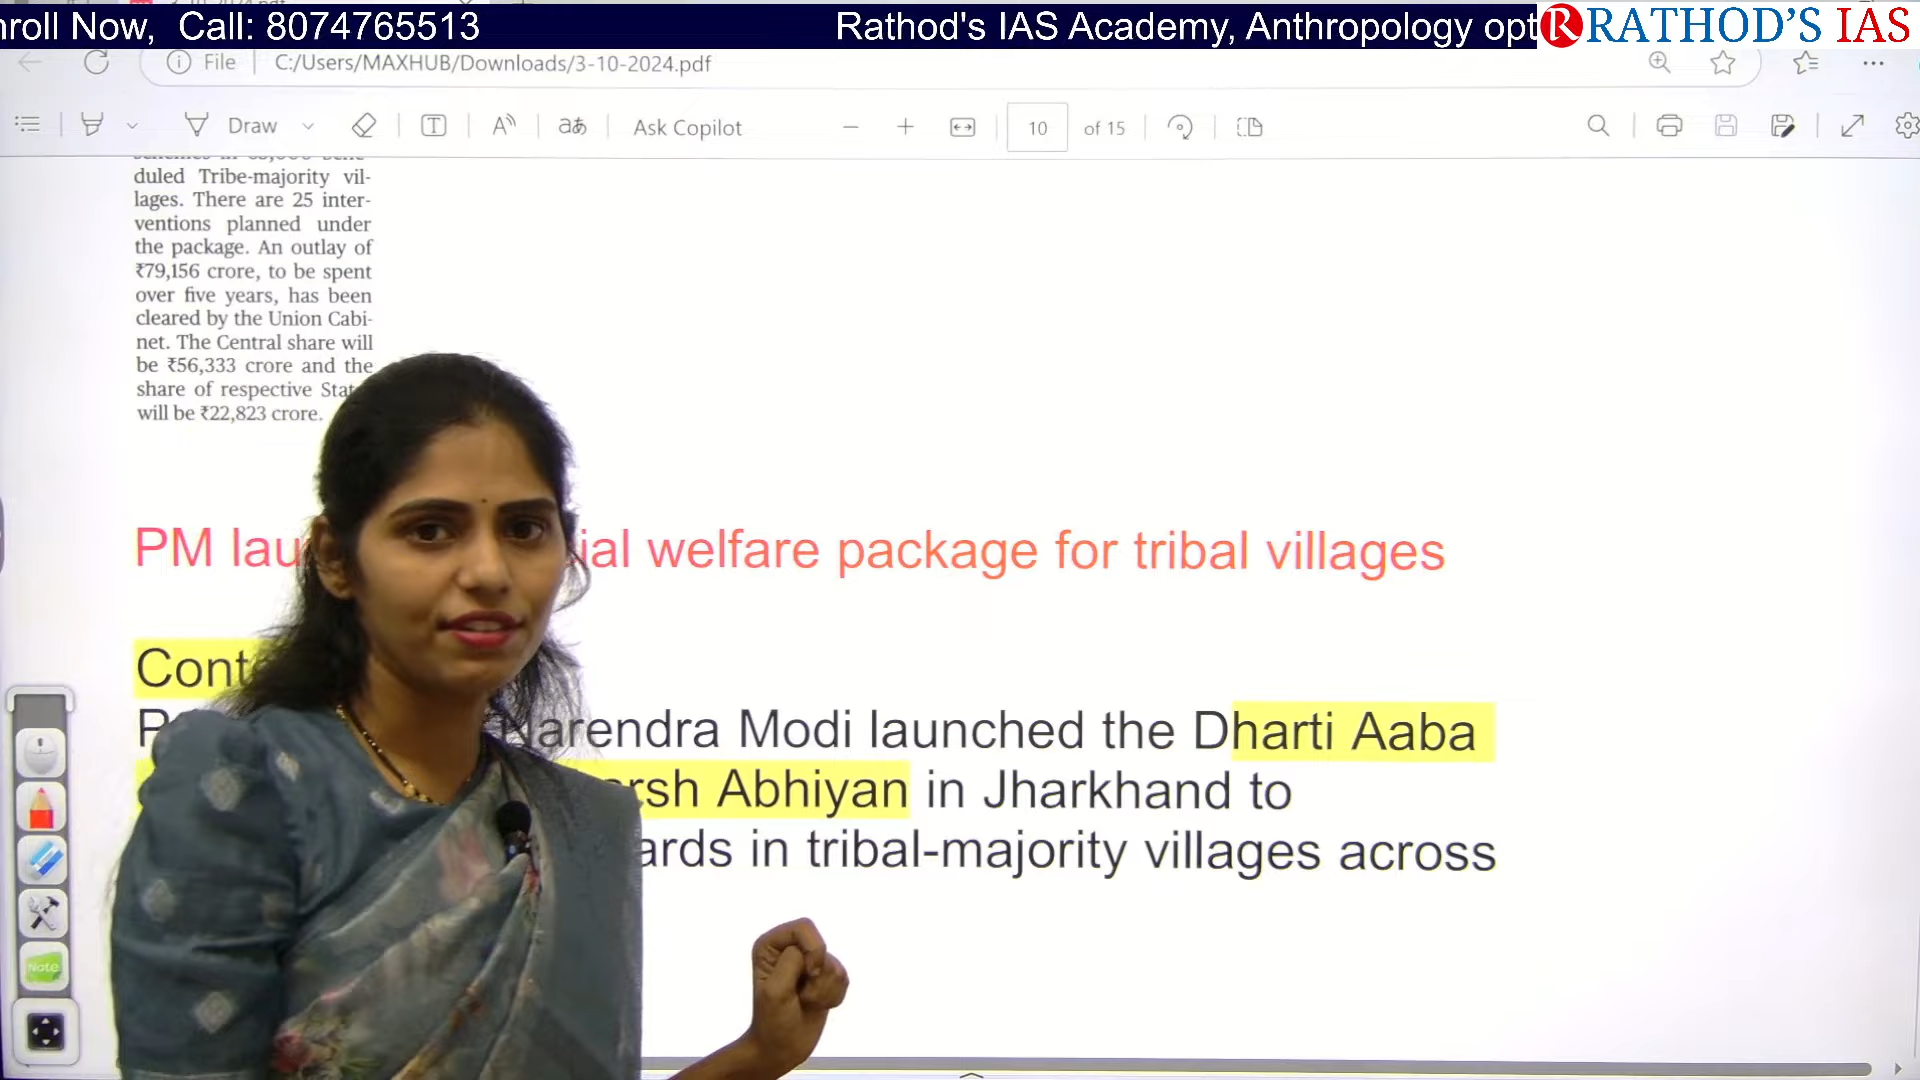 nroll Now,  Call: 8074765513
Rathod's IAS Academy, Anthropology opt
RATHOD'S IAS
File
C:/Users/MAXHUB/Downloads/3-10-2024.pdf
Draw
Ask Copilot
10
of 15
duled Tribe-majority vil-
lages. There are 25 inter-
ventions planned under
the package. An outlay of
₹79,156 crore, to be spent
over five years, has been
cleared by the Union Cabi-
net. The Central share will
be ₹56,333 crore and the
share of respective Stat
will be ₹22,823 crore.
PM lau
ial welfare package for tribal villages
Cont
Narendra Modi launched the Dharti Aaba
arsh Abhiyan in Jharkhand to
ards in tribal-majority villages across
Note